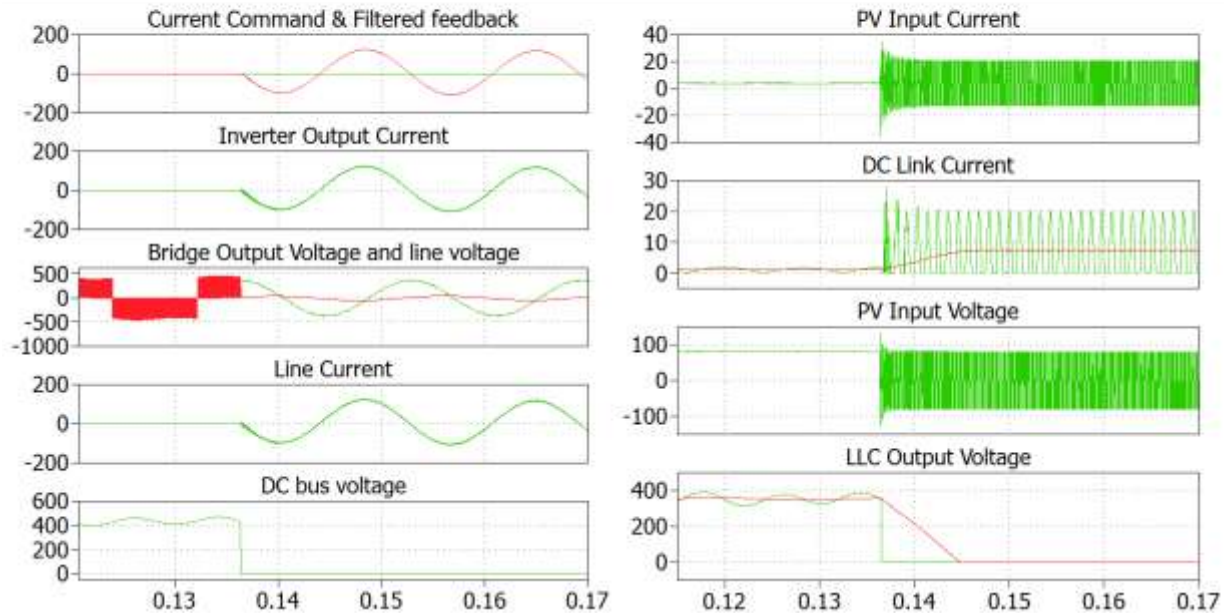 Current Command & Filtered feedback
200
0
-200
Inverter Output Current
200
0
-200
Bridge Output Voltage and line voltage
500
0
-500
-1000
Line Current
200
0
-200
DC bus voltage
600
400
200
0
0.13 0.14 0.15 0.16 0.17
PV Input Current
40
20
0
-20
-40
DC Link Current
30
20
10
0
PV Input Voltage
100
0
-100
LLC Output Voltage
400
200
0
0.12 0.13 0.14 0.15 0.16 0.17